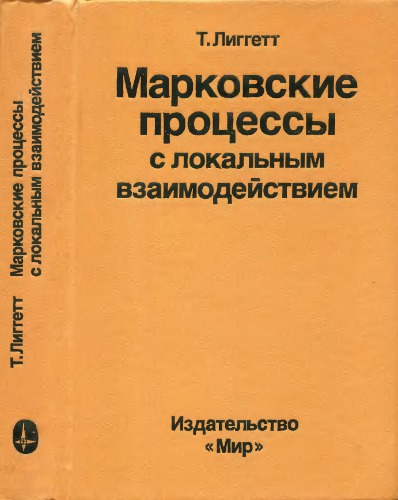 Т. Лиггетт
Марковские процессы
с локальным взаимодействием
Т. Лиггетт
Марковские
процессы
с локальным
взаимодействием
Издательство
«Мир»